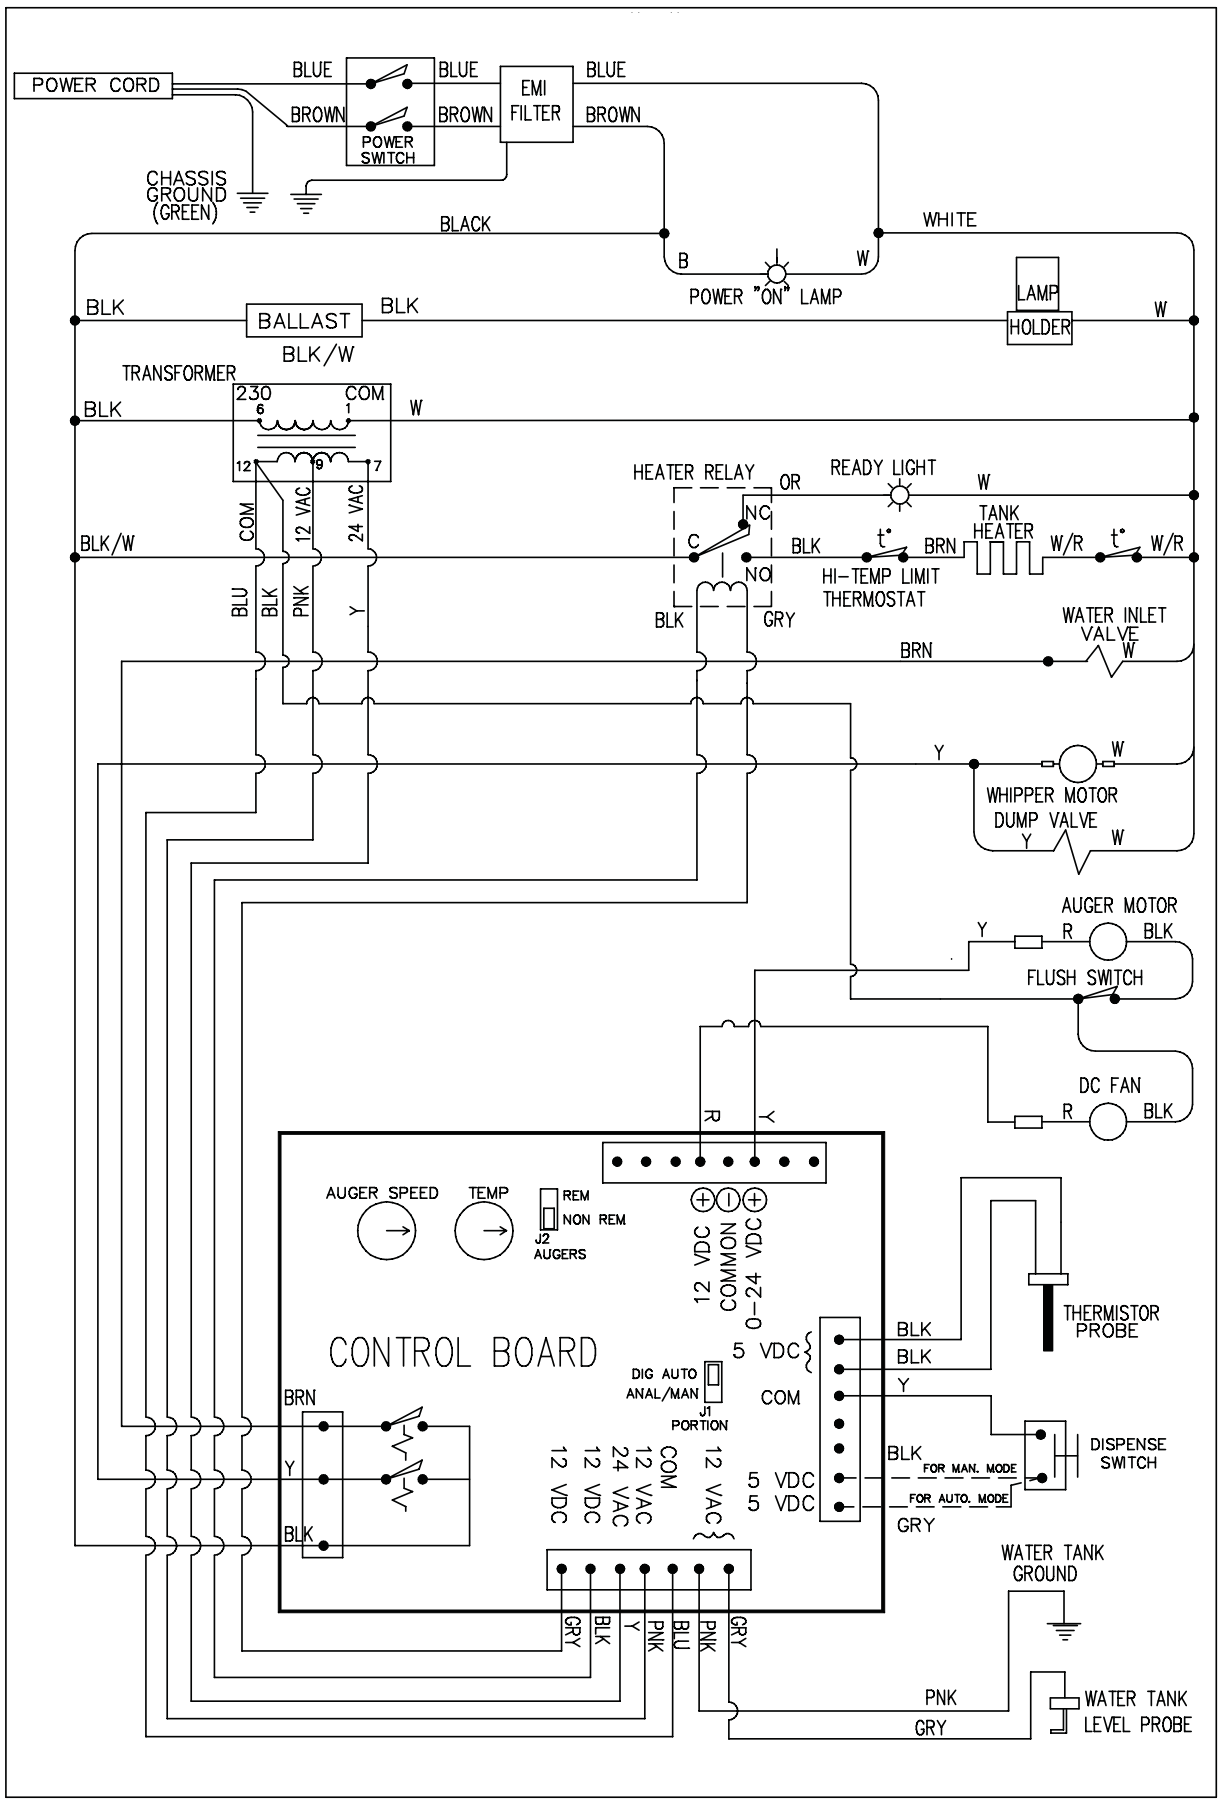 POWER CORD
BLUE
BLUE
BLUE
BROWN
BROWN
BROWN
POWER
SWITCH
EMI
FILTER
CHASSIS
GROUND
(GREEN)
BLACK
WHITE
B
W
POWER "ON" LAMP
LAMP
HOLDER
BLK
BALLAST
BLK
W
BLK/W
TRANSFORMER
230
COM
6
1
BLK
W
12
9
7
COM
12 VAC
24 VAC
HEATER RELAY
OR
READY LIGHT
W
NC
C
NO
BLK/W
BLK
t°
BRN
TANK
HEATER
W/R
t°
W/R
HI-TEMP LIMIT
THERMOSTAT
BLU
BLK
PNK
Y
BLK
GRY
WATER INLET
VALVE
BRN
W
Y
W
WHIPPER MOTOR
DUMP VALVE
Y
W
AUGER MOTOR
Y
R
BLK
FLUSH SWITCH
DC FAN
R
BLK
R
Y
AUGER SPEED
TEMP
REM
NON REM
J2
AUGERS
+
−
+
12 VDC
COMMON
0-24 VDC
CONTROL BOARD
5 VDC
COM
DIG AUTO
ANAL/MAN
J1
PORTION
BLK
BLK
Y
THERMISTOR
PROBE
BRN
Y
BLK
12 VDC
12 VDC
24 VAC
12 VAC
COM
12 VAC
5 VDC
5 VDC
BLK
FOR MAN. MODE
FOR AUTO. MODE
GRY
DISPENSE
SWITCH
WATER TANK
GROUND
GRY
BLK
Y
PNK
BLU
PNK
GRY
PNK
GRY
WATER TANK
LEVEL PROBE